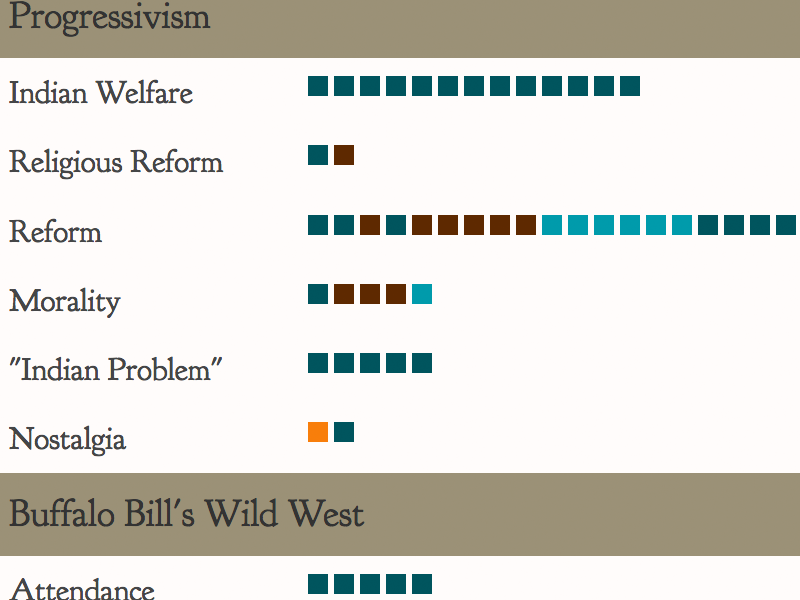 Progressivism
Indian Welfare
Religious Reform
Reform
Morality
"Indian Problem"
Nostalgia
Buffalo Bill's Wild West
Attendance